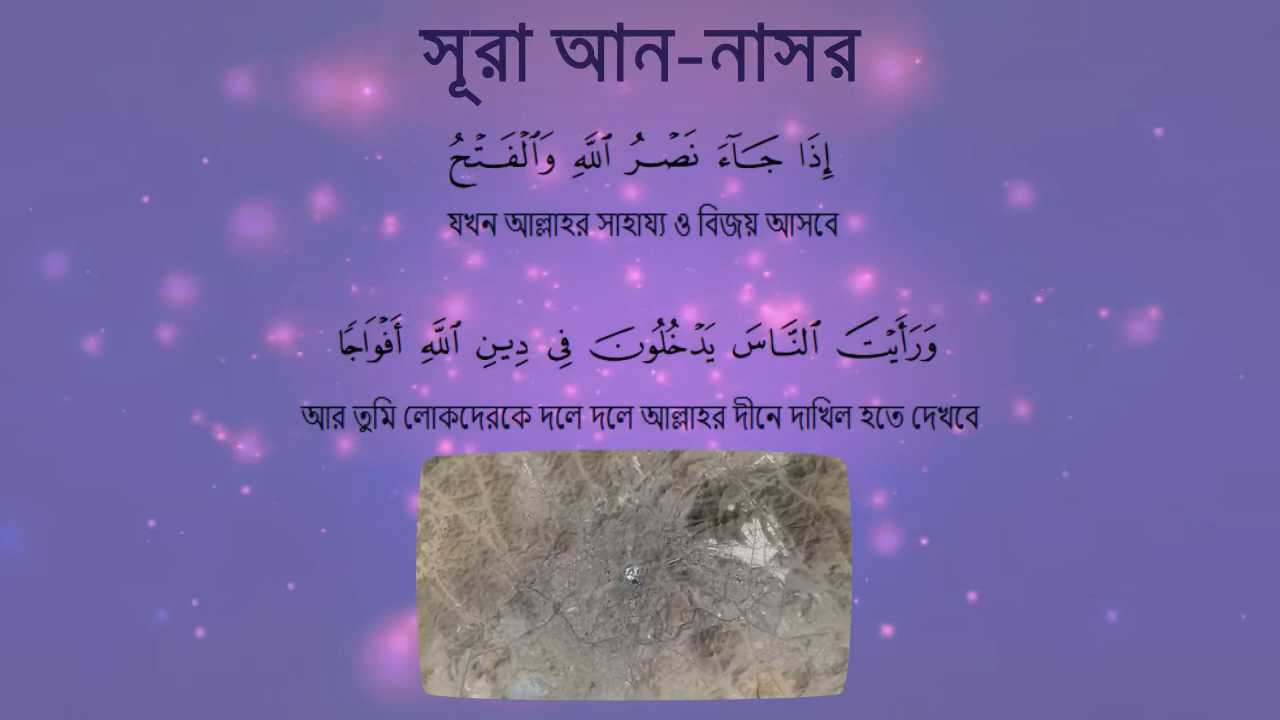 সূরা আন-নাসর
إِذَا جَآءَ نَصْرُ ٱللَّهِ وَٱلْفَتْحُ
যখন আল্লাহর সাহায্য ও বিজয় আসবে
وَرَأَيْتَ ٱلنَّاسَ يَدْخُلُونَ فِى دِينِ ٱللَّهِ أَفْوَاجًا
আর তুমি লোকদেরকে দলে দলে আল্লাহর দীনে দাখিল হতে দেখবে